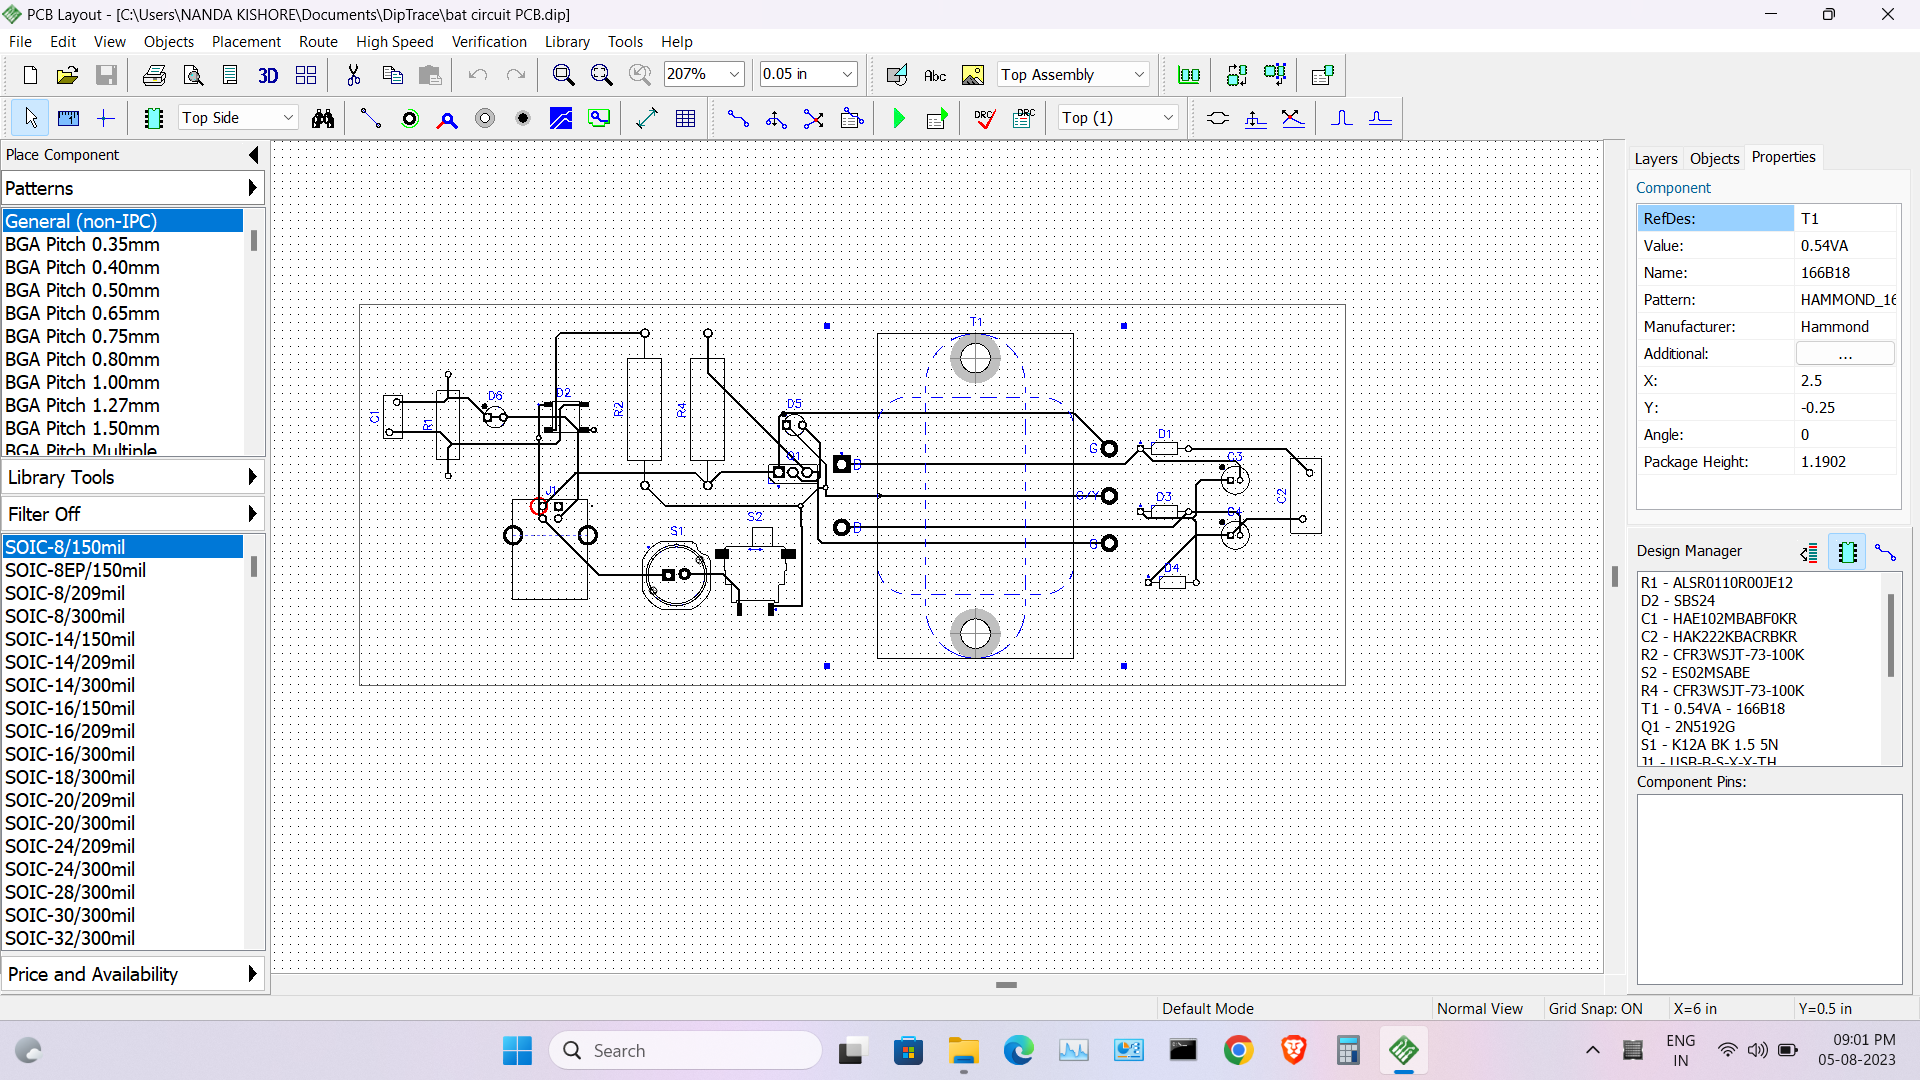 PCB Layout - [C:\Users\NANDA KISHORE\Documents\DipTrace\bat circuit PCB.dip]
File Edit View Objects Placement Route High Speed Verification Library Tools Help
3D 207% 0.05 in Abc Top Assembly
Top Side DRC DRC Top (1)
Place Component
Patterns
General (non-IPC)
BGA Pitch 0.35mm
BGA Pitch 0.40mm
BGA Pitch 0.50mm
BGA Pitch 0.65mm
BGA Pitch 0.75mm
BGA Pitch 0.80mm
BGA Pitch 1.00mm
BGA Pitch 1.27mm
BGA Pitch 1.50mm
BGA Pitch Multiple
Library Tools
Filter Off
SOIC-8/150mil
SOIC-8EP/150mil
SOIC-8/209mil
SOIC-8/300mil
SOIC-14/150mil
SOIC-14/209mil
SOIC-14/300mil
SOIC-16/150mil
SOIC-16/209mil
SOIC-16/300mil
SOIC-18/300mil
SOIC-20/209mil
SOIC-20/300mil
SOIC-24/209mil
SOIC-24/300mil
SOIC-28/300mil
SOIC-30/300mil
SOIC-32/300mil
Price and Availability
T1
D6 D2
C1 R1 R2 R4 D5
G D1
Q1 B C3
J1 G/Y D3 C2
S1 S2 B C4
G
D4
Layers Objects Properties
Component
RefDes: T1
Value: 0.54VA
Name: 166B18
Pattern: HAMMOND_16
Manufacturer: Hammond
Additional: ...
X: 2.5
Y: -0.25
Angle: 0
Package Height: 1.1902
Design Manager
R1 - ALSR0110R00JE12
D2 - SBS24
C1 - HAE102MBABF0KR
C2 - HAK222KBACRBKR
R2 - CFR3WSJT-73-100K
S2 - ES02MSABE
R4 - CFR3WSJT-73-100K
T1 - 0.54VA - 166B18
Q1 - 2N5192G
S1 - K12A BK 1.5 5N
J1 - USB-B-S-X-X-TH
Component Pins:
Default Mode Normal View Grid Snap: ON X=6 in Y=0.5 in
Search
ENG
IN
09:01 PM
05-08-2023